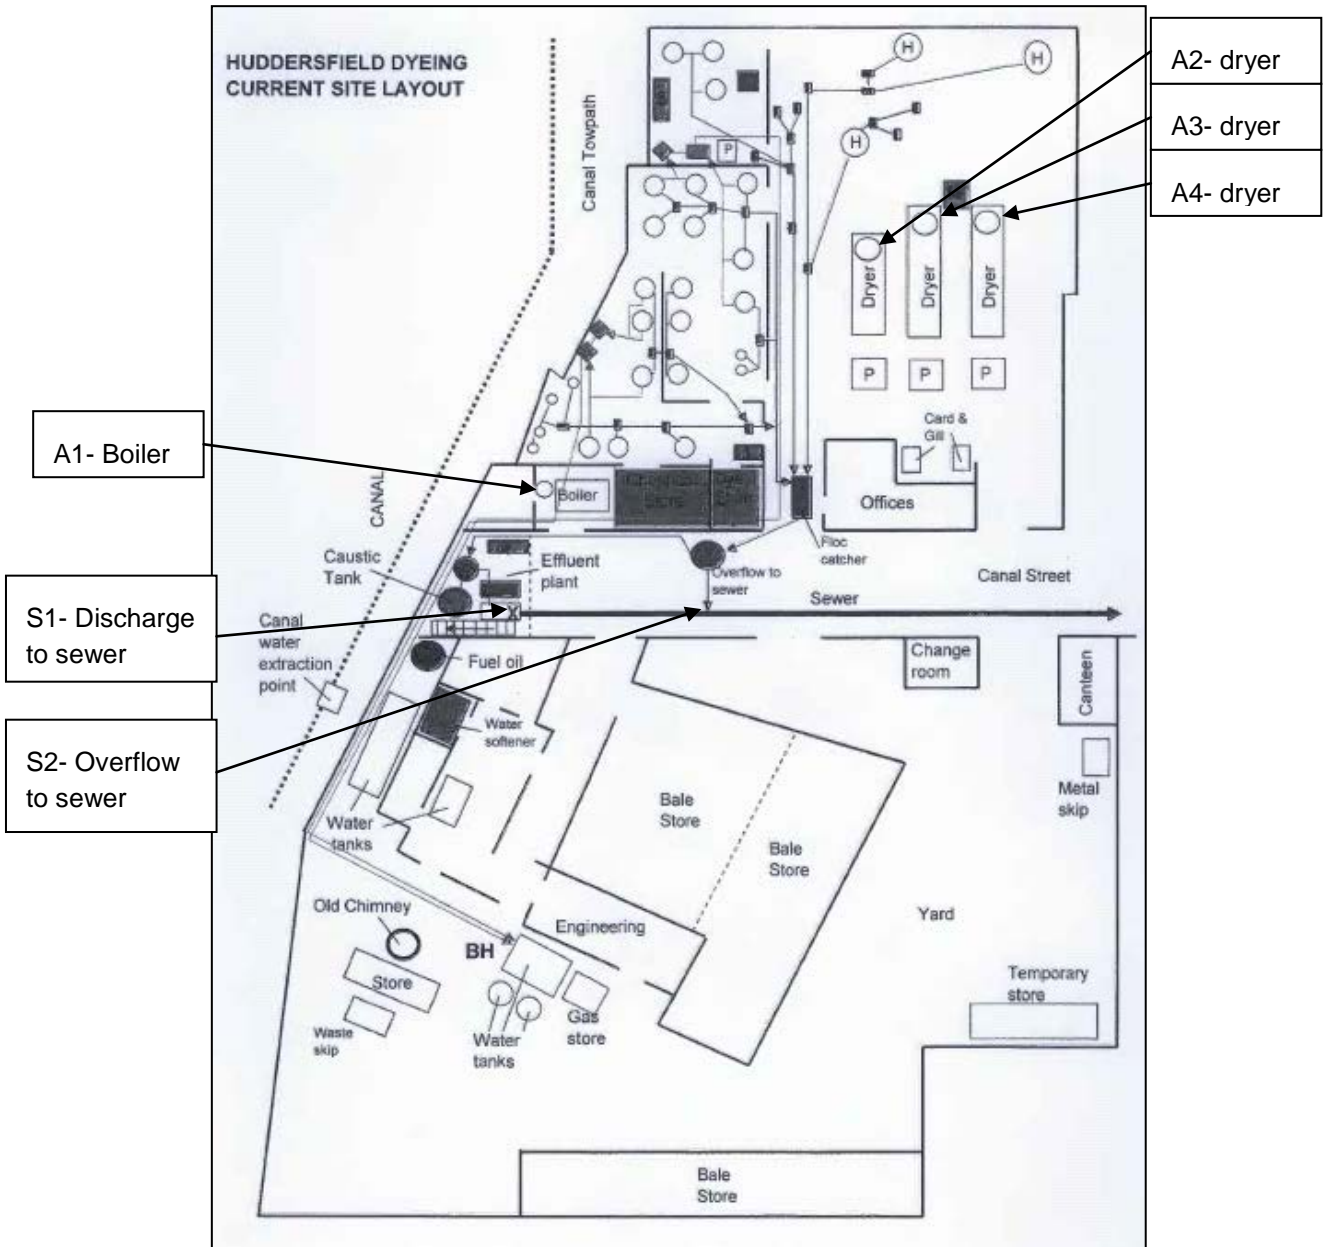 HUDDERSFIELD DYEING
CURRENT SITE LAYOUT
A2- dryer
A3- dryer
A4- dryer
H
H
H
P
Canal Towpath
Dryer
Dryer
Dryer
P
P
P
Card &
Gill
A1- Boiler
Boiler
Offices
CANAL
Floc
catcher
Caustic
Tank
Effluent
plant
Overflow to
sewer
Canal Street
Sewer
S1- Discharge
to sewer
Canal
water
extraction
point
Fuel oil
Change
room
Canteen
Water
softener
S2- Overflow
to sewer
Metal
skip
Bale
Store
Bale
Store
Water
tanks
Old Chimney
Engineering
Yard
BH
Store
Temporary
store
Waste
skip
Gas
store
Water
tanks
Bale
Store